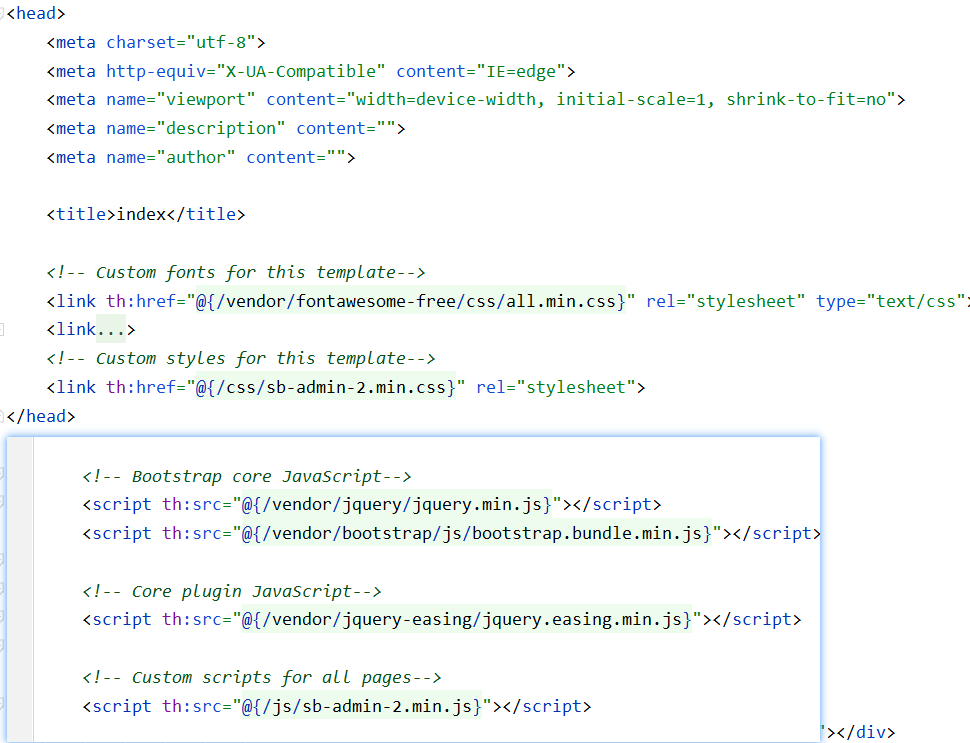 <head>
<meta charset="utf-8">
<meta http-equiv="X-UA-Compatible" content="IE=edge">
<meta name="viewport" content="width=device-width, initial-scale=1, shrink-to-fit=no">
<meta name="description" content="">
<meta name="author" content="">
<title>index</title>
<!-- Custom fonts for this template-->
<link th:href="@{/vendor/fontawesome-free/css/all.min.css}" rel="stylesheet" type="text/css">
<link...>
<!-- Custom styles for this template-->
<link th:href="@{/css/sb-admin-2.min.css}" rel="stylesheet">
</head>
<!-- Bootstrap core JavaScript-->
<script th:src="@{/vendor/jquery/jquery.min.js}"></script>
<script th:src="@{/vendor/bootstrap/js/bootstrap.bundle.min.js}"></script>
<!-- Core plugin JavaScript-->
<script th:src="@{/vendor/jquery-easing/jquery.easing.min.js}"></script>
<!-- Custom scripts for all pages-->
<script th:src="@{/js/sb-admin-2.min.js}"></script>
"></div>